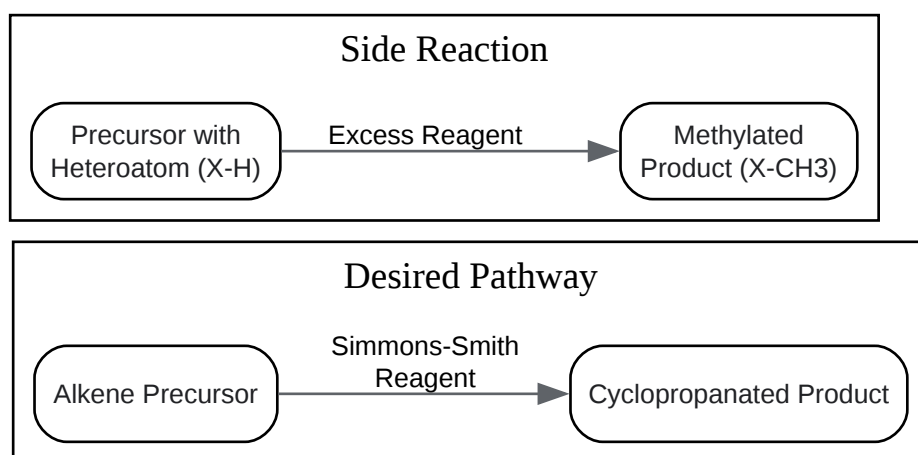 Side Reaction
Precursor with
Heteroatom (X-H)
Excess Reagent
Methylated
Product (X-CH3)
Desired Pathway
Alkene Precursor
Simmons-Smith
Reagent
Cyclopropanated Product